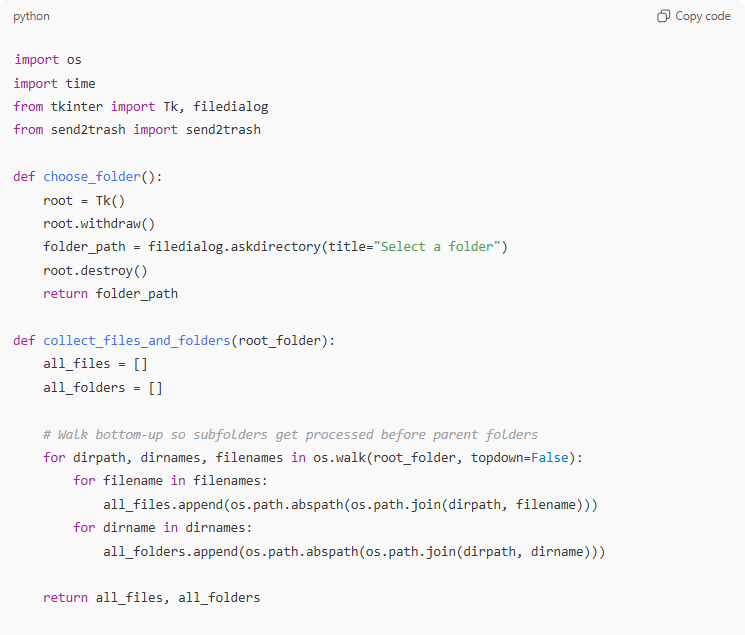 python
Copy code
import os
import time
from tkinter import Tk, filedialog
from send2trash import send2trash

def choose_folder():
    root = Tk()
    root.withdraw()
    folder_path = filedialog.askdirectory(title="Select a folder")
    root.destroy()
    return folder_path

def collect_files_and_folders(root_folder):
    all_files = []
    all_folders = []

    # Walk bottom-up so subfolders get processed before parent folders
    for dirpath, dirnames, filenames in os.walk(root_folder, topdown=False):
        for filename in filenames:
            all_files.append(os.path.abspath(os.path.join(dirpath, filename)))
        for dirname in dirnames:
            all_folders.append(os.path.abspath(os.path.join(dirpath, dirname)))

    return all_files, all_folders